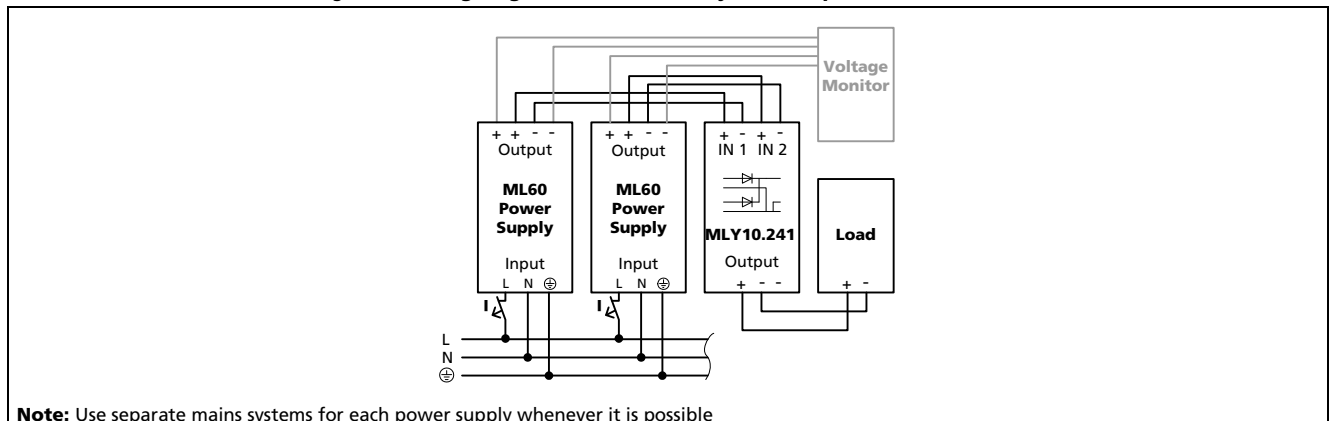 Voltage
Monitor
+ + - -
Output
ML60
Power
Supply
Input
L N
I
+ + - -
Output
ML60
Power
Supply
Input
L N
I
+ - + -
IN 1 IN 2
MLY10.241
Output
+ - -
Load
+ -
L
N
Note: Use separate mains systems for each power supply whenever it is possible